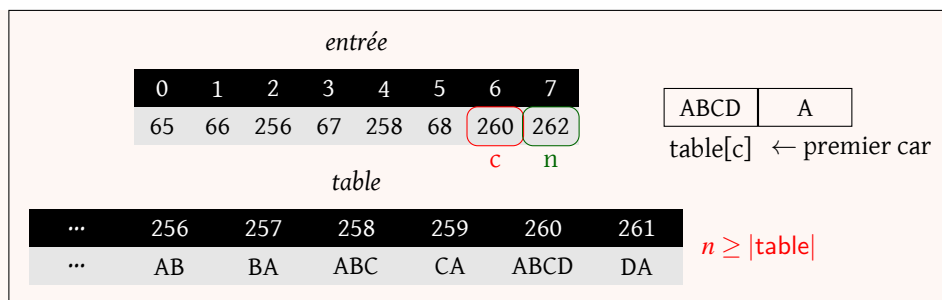 entrée
0 1 2 3 4 5 6 7
65 66 256 67 258 68 260 262
c n
ABCD A
table[c] ← premier car
table
... 256 257 258 259 260 261
... AB BA ABC CA ABCD DA
n ≥ |table|